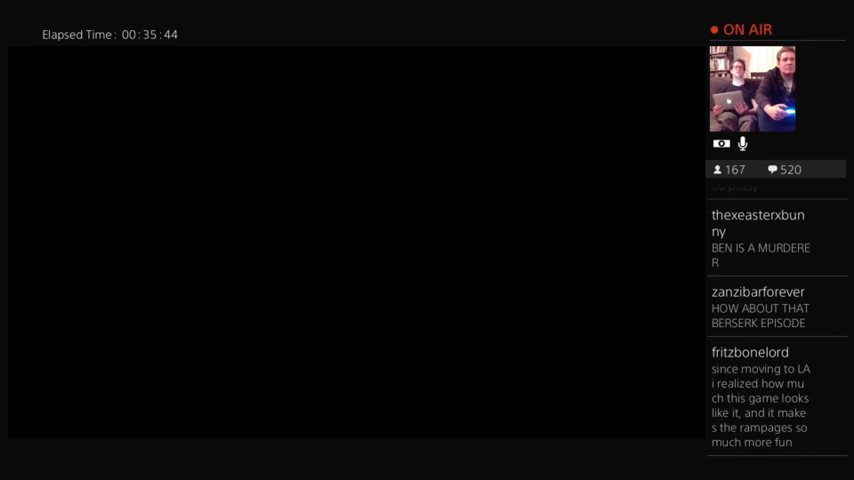 Elapsed Time: 00:35:44
ON AIR
167 520
thexeasterxbun
ny
BEN IS A MURDERE
R
zanzibarforever
HOW ABOUT THAT
BERSERK EPISODE
fritzbonelord
since moving to LA
i realized how mu
ch this game looks
like it, and it make
s the rampages so
much more fun